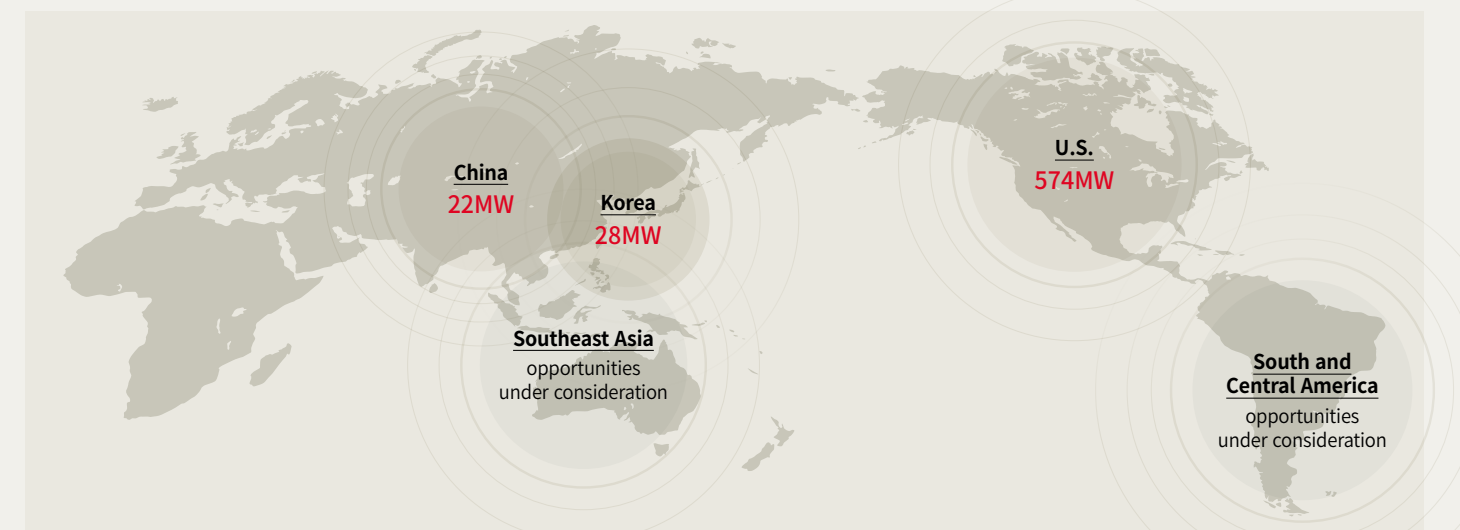 China
22MW
Korea
28MW
U.S.
574MW
Southeast Asia
opportunities
under consideration
South and
Central America
opportunities
under consideration